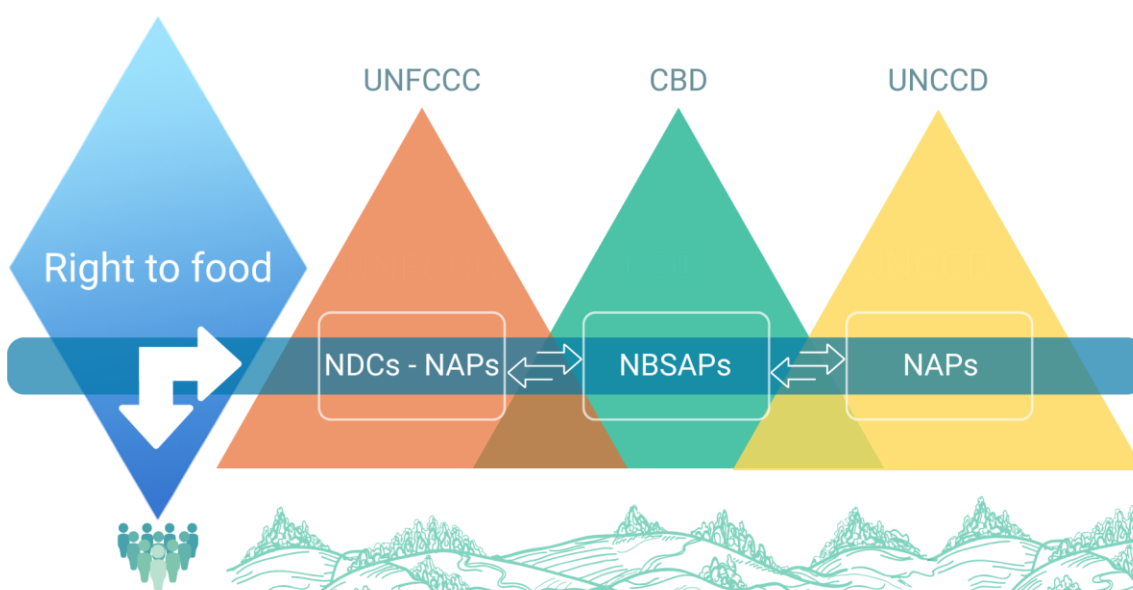 UNFCCC
CBD
UNCCD
Right to food
NDCs - NAPs
NBSAPs
NAPs